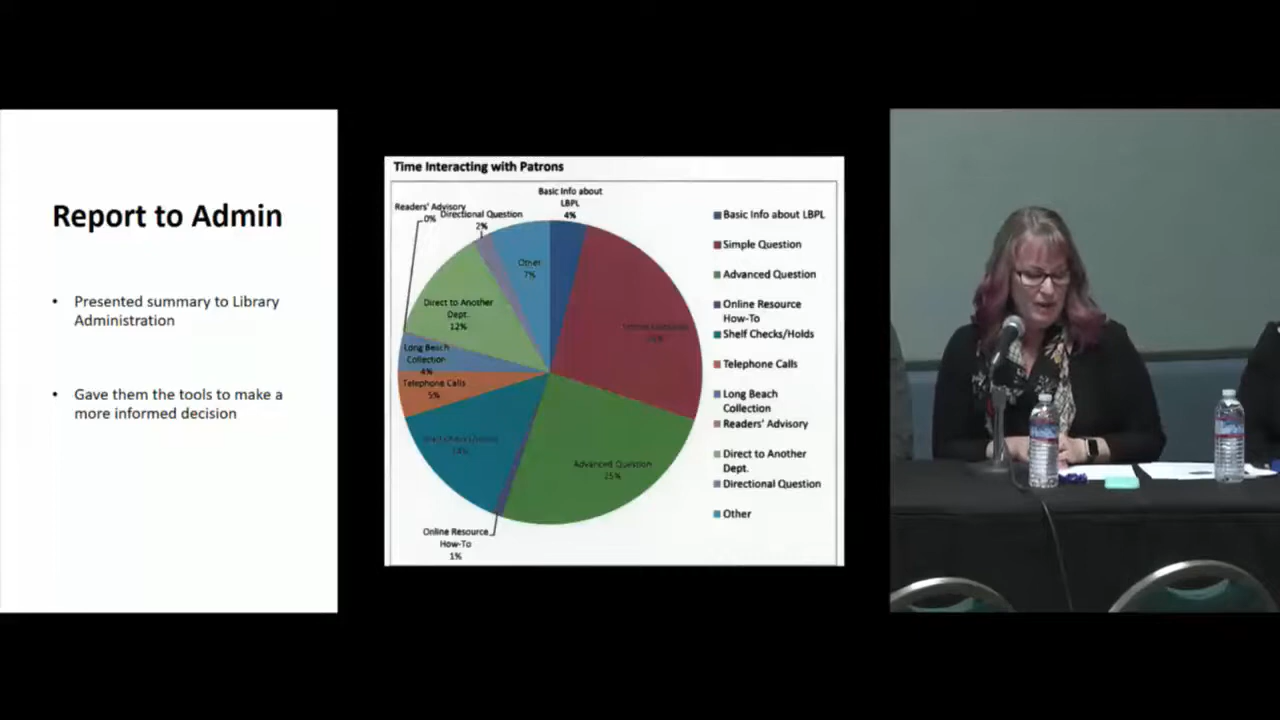 Report to Admin
• Presented summary to Library
Administration
• Gave them the tools to make a
more informed decision
Time Interacting with Patrons
Basic Info about
LBPL
4%
Readers' Advisory
0%
Directional Question
2%
Other
7%
Direct to Another
Dept.
12%
Long Beach
Collection
4%
Telephone Calls
5%
Advanced Question
25%
Online Resource
How-To
1%
Basic Info about LBPL
Simple Question
Advanced Question
Online Resource
How-To
Shelf Checks/Holds
Telephone Calls
Long Beach
Collection
Readers' Advisory
Direct to Another
Dept.
Directional Question
Other